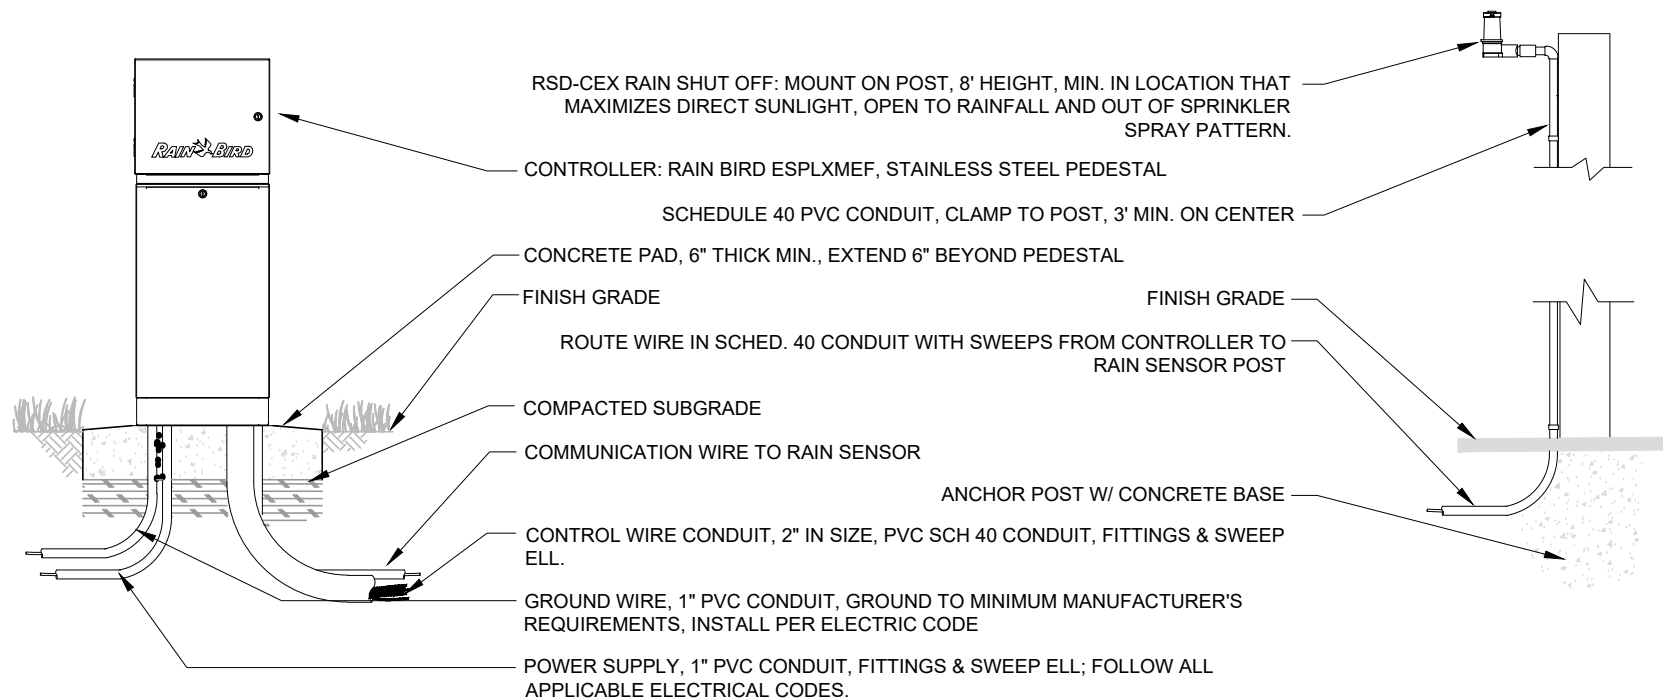 RSD-CEX RAIN SHUT OFF: MOUNT ON POST, 8' HEIGHT, MIN. IN LOCATION THAT
MAXIMIZES DIRECT SUNLIGHT, OPEN TO RAINFALL AND OUT OF SPRINKLER
SPRAY PATTERN.
RAIN BIRD
CONTROLLER: RAIN BIRD ESPLXMEF, STAINLESS STEEL PEDESTAL
SCHEDULE 40 PVC CONDUIT, CLAMP TO POST, 3' MIN. ON CENTER
CONCRETE PAD, 6" THICK MIN., EXTEND 6" BEYOND PEDESTAL
FINISH GRADE
FINISH GRADE
ROUTE WIRE IN SCHED. 40 CONDUIT WITH SWEEPS FROM CONTROLLER TO
RAIN SENSOR POST
COMPACTED SUBGRADE
COMMUNICATION WIRE TO RAIN SENSOR
ANCHOR POST W/ CONCRETE BASE
CONTROL WIRE CONDUIT, 2" IN SIZE, PVC SCH 40 CONDUIT, FITTINGS & SWEEP
ELL.
GROUND WIRE, 1" PVC CONDUIT, GROUND TO MINIMUM MANUFACTURER'S
REQUIREMENTS, INSTALL PER ELECTRIC CODE
POWER SUPPLY, 1" PVC CONDUIT, FITTINGS & SWEEP ELL; FOLLOW ALL
APPLICABLE ELECTRICAL CODES.